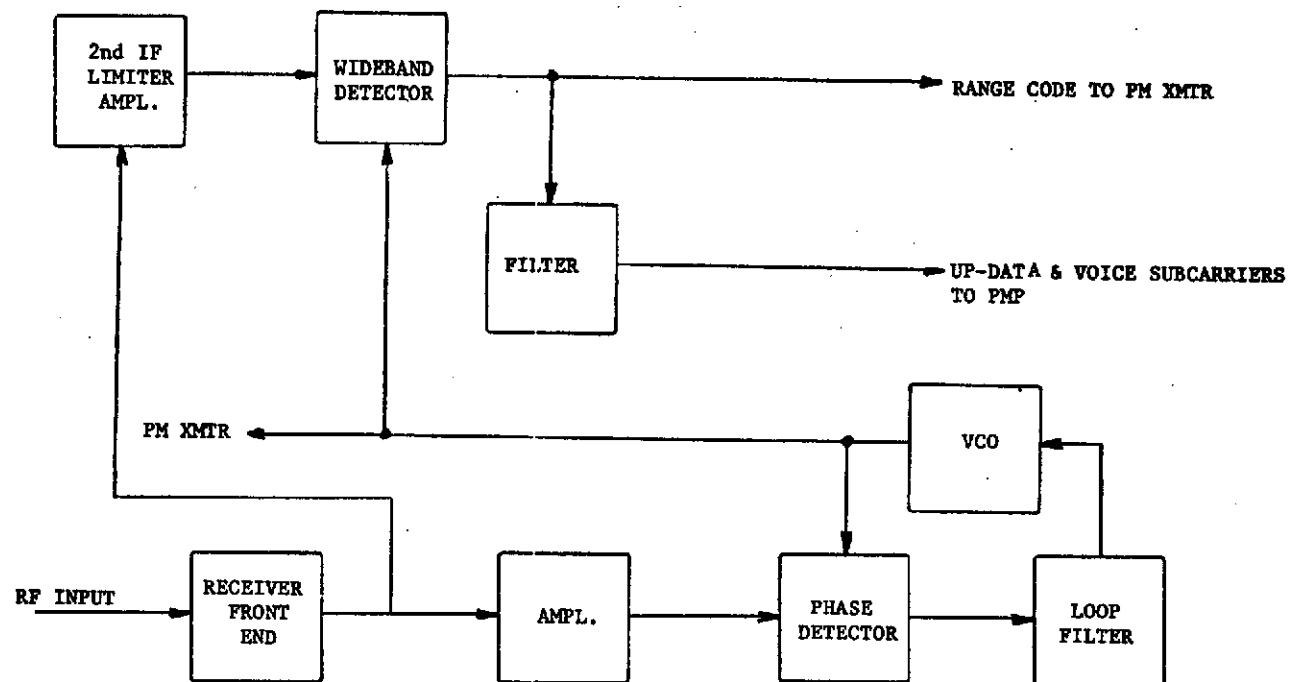 2nd IF
LIMITER
AMPL.
WIDEBAND
DETECTOR
RANGE CODE TO PM XMTR
FILTER
UP-DATA & VOICE SUBCARRIERS
TO PMP
PM XMTR
VCO
RF INPUT
RECEIVER
FRONT
END
AMPL.
PHASE
DETECTOR
LOOP
FILTER